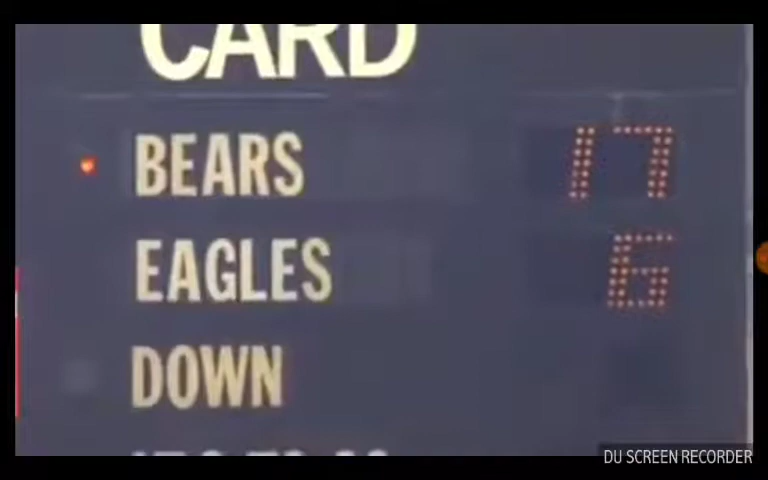 CARD
BEARS 17
EAGLES 6
DOWN
DU SCREEN RECORDER